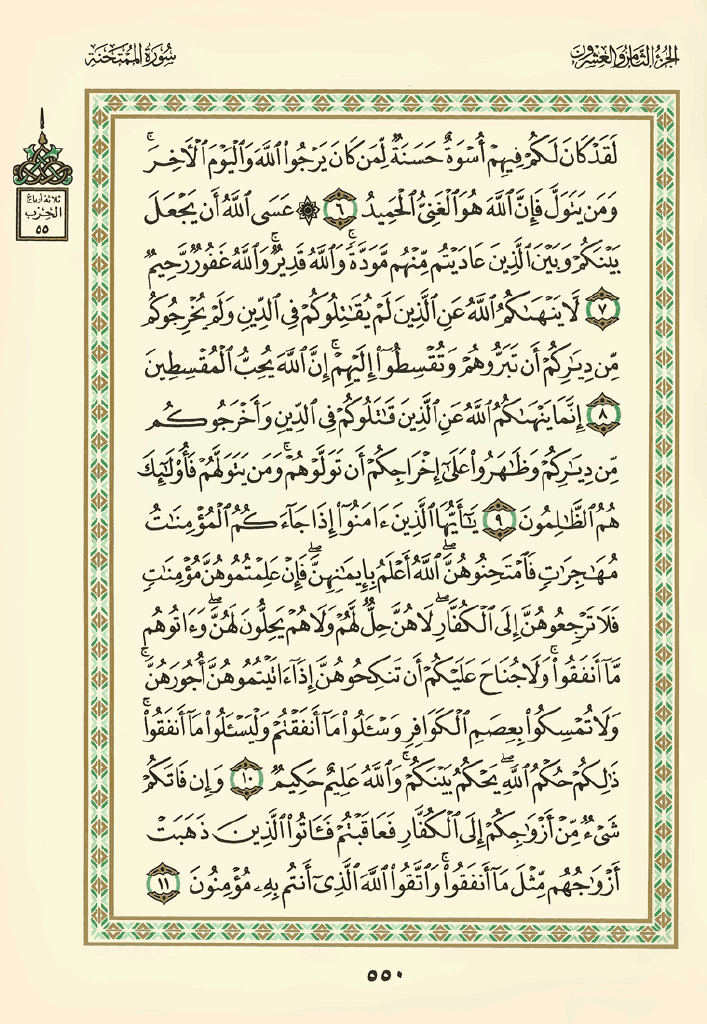 الجزء الثامن والعشرون
سورة الممتحنة
ثلاثة أرباع
الحزب
٥٥
لَقَدْ كَانَ لَكُمْ فِيهِمْ أُسْوَةٌ حَسَنَةٌ لِّمَن كَانَ يَرْجُوا۟ ٱللَّهَ وَٱلْيَوْمَ ٱلْـَٔاخِرَ ۚ
وَمَن يَتَوَلَّ فَإِنَّ ٱللَّهَ هُوَ ٱلْغَنِىُّ ٱلْحَمِيدُ ٦ ۞ عَسَى ٱللَّهُ أَن يَجْعَلَ
بَيْنَكُمْ وَبَيْنَ ٱلَّذِينَ عَادَيْتُم مِّنْهُم مَّوَدَّةً ۚ وَٱللَّهُ قَدِيرٌ ۚ وَٱللَّهُ غَفُورٌ رَّحِيمٌ
٧ لَّا يَنْهَىٰكُمُ ٱللَّهُ عَنِ ٱلَّذِينَ لَمْ يُقَـٰتِلُوكُمْ فِى ٱلدِّينِ وَلَمْ يُخْرِجُوكُم
مِّن دِيَـٰرِكُمْ أَن تَبَرُّوهُمْ وَتُقْسِطُوٓا۟ إِلَيْهِمْ ۚ إِنَّ ٱللَّهَ يُحِبُّ ٱلْمُقْسِطِينَ
٨ إِنَّمَا يَنْهَىٰكُمُ ٱللَّهُ عَنِ ٱلَّذِينَ قَـٰتَلُوكُمْ فِى ٱلدِّينِ وَأَخْرَجُوكُم
مِّن دِيَـٰرِكُمْ وَظَـٰهَرُوا۟ عَلَىٰٓ إِخْرَاجِكُمْ أَن تَوَلَّوْهُمْ ۚ وَمَن يَتَوَلَّهُمْ فَأُو۟لَـٰٓئِكَ
هُمُ ٱلظَّـٰلِمُونَ ٩ يَـٰٓأَيُّهَا ٱلَّذِينَ ءَامَنُوٓا۟ إِذَا جَآءَكُمُ ٱلْمُؤْمِنَـٰتُ
مُهَـٰجِرَٰتٍ فَٱمْتَحِنُوهُنَّ ۖ ٱللَّهُ أَعْلَمُ بِإِيمَـٰنِهِنَّ ۖ فَإِنْ عَلِمْتُمُوهُنَّ مُؤْمِنَـٰتٍ
فَلَا تَرْجِعُوهُنَّ إِلَى ٱلْكُفَّارِ ۖ لَا هُنَّ حِلٌّ لَّهُمْ وَلَا هُمْ يَحِلُّونَ لَهُنَّ ۖ وَءَاتُوهُم
مَّآ أَنفَقُوا۟ ۚ وَلَا جُنَاحَ عَلَيْكُمْ أَن تَنكِحُوهُنَّ إِذَآ ءَاتَيْتُمُوهُنَّ أُجُورَهُنَّ ۚ
وَلَا تُمْسِكُوا۟ بِعِصَمِ ٱلْكَوَافِرِ وَسْـَٔلُوا۟ مَآ أَنفَقْتُمْ وَلْيَسْـَٔلُوا۟ مَآ أَنفَقُوا۟ ۚ
ذَٰلِكُمْ حُكْمُ ٱللَّهِ ۖ يَحْكُمُ بَيْنَكُمْ ۚ وَٱللَّهُ عَلِيمٌ حَكِيمٌ ١٠ وَإِن فَاتَكُمْ
شَىْءٌ مِّنْ أَزْوَٰجِكُمْ إِلَى ٱلْكُفَّارِ فَعَاقَبْتُمْ فَـَٔاتُوا۟ ٱلَّذِينَ ذَهَبَتْ
أَزْوَٰجُهُم مِّثْلَ مَآ أَنفَقُوا۟ ۚ وَٱتَّقُوا۟ ٱللَّهَ ٱلَّذِىٓ أَنتُم بِهِۦ مُؤْمِنُونَ ١١
٥٥٠